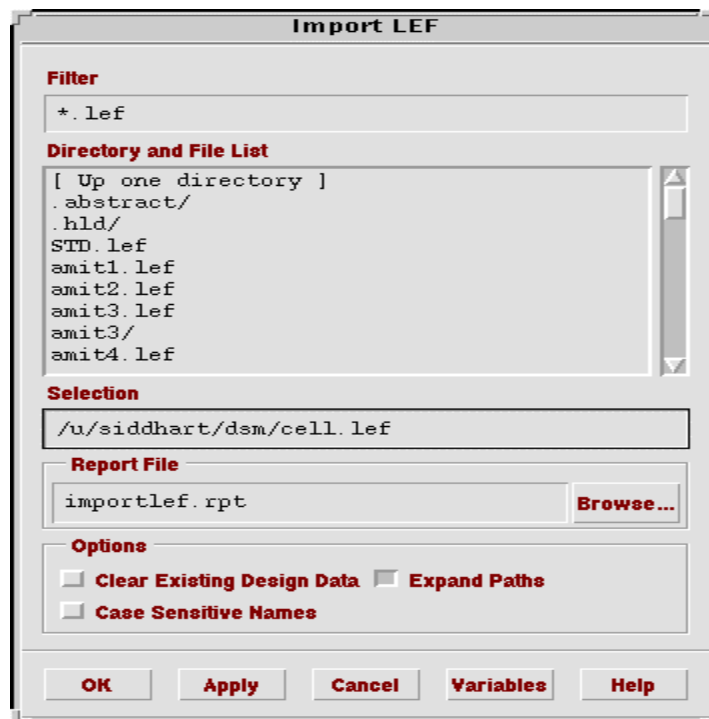 Import LEF
Filter
*.lef
Directory and File List
[ Up one directory ]
.abstract/
.hld/
STD.lef
amit1.lef
amit2.lef
amit3.lef
amit3/
amit4.lef
Selection
/u/siddhart/dsm/cell.lef
Report File
importlef.rpt Browse...
Options
Clear Existing Design Data Expand Paths
Case Sensitive Names
OK Apply Cancel Variables Help